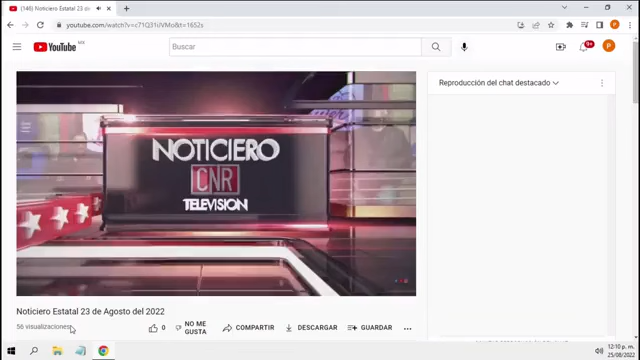 (146) Noticiero Estatal 23 de
youtube.com/watch?v=c71Q31iJVMo&t=1652s
YouTube MX
Buscar
9+
P
P
NOTICIERO
CNR
TELEVISION
Reproducción del chat destacado
Noticiero Estatal 23 de Agosto del 2022
56 visualizaciones
0
NO ME GUSTA
COMPARTIR
DESCARGAR
GUARDAR
12:10 p. m.
25/08/2022